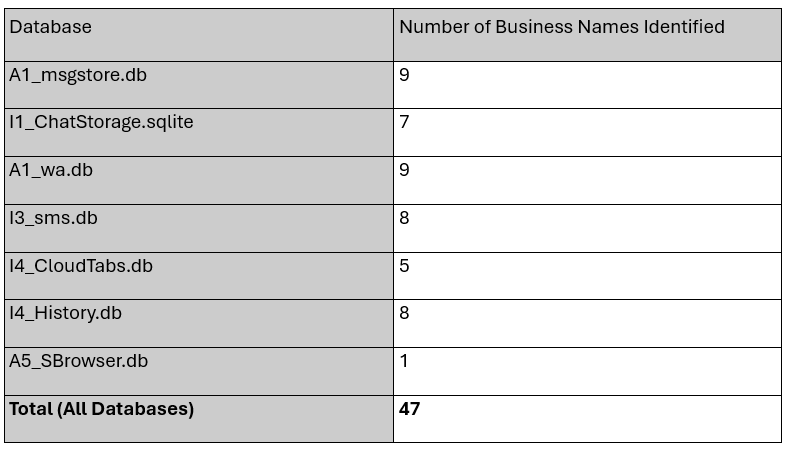 Database Number of Business Names Identified
A1_msgstore.db 9
I1_ChatStorage.sqlite 7
A1_wa.db 9
I3_sms.db 8
I4_CloudTabs.db 5
I4_History.db 8
A5_SBrowser.db 1
Total (All Databases) 47